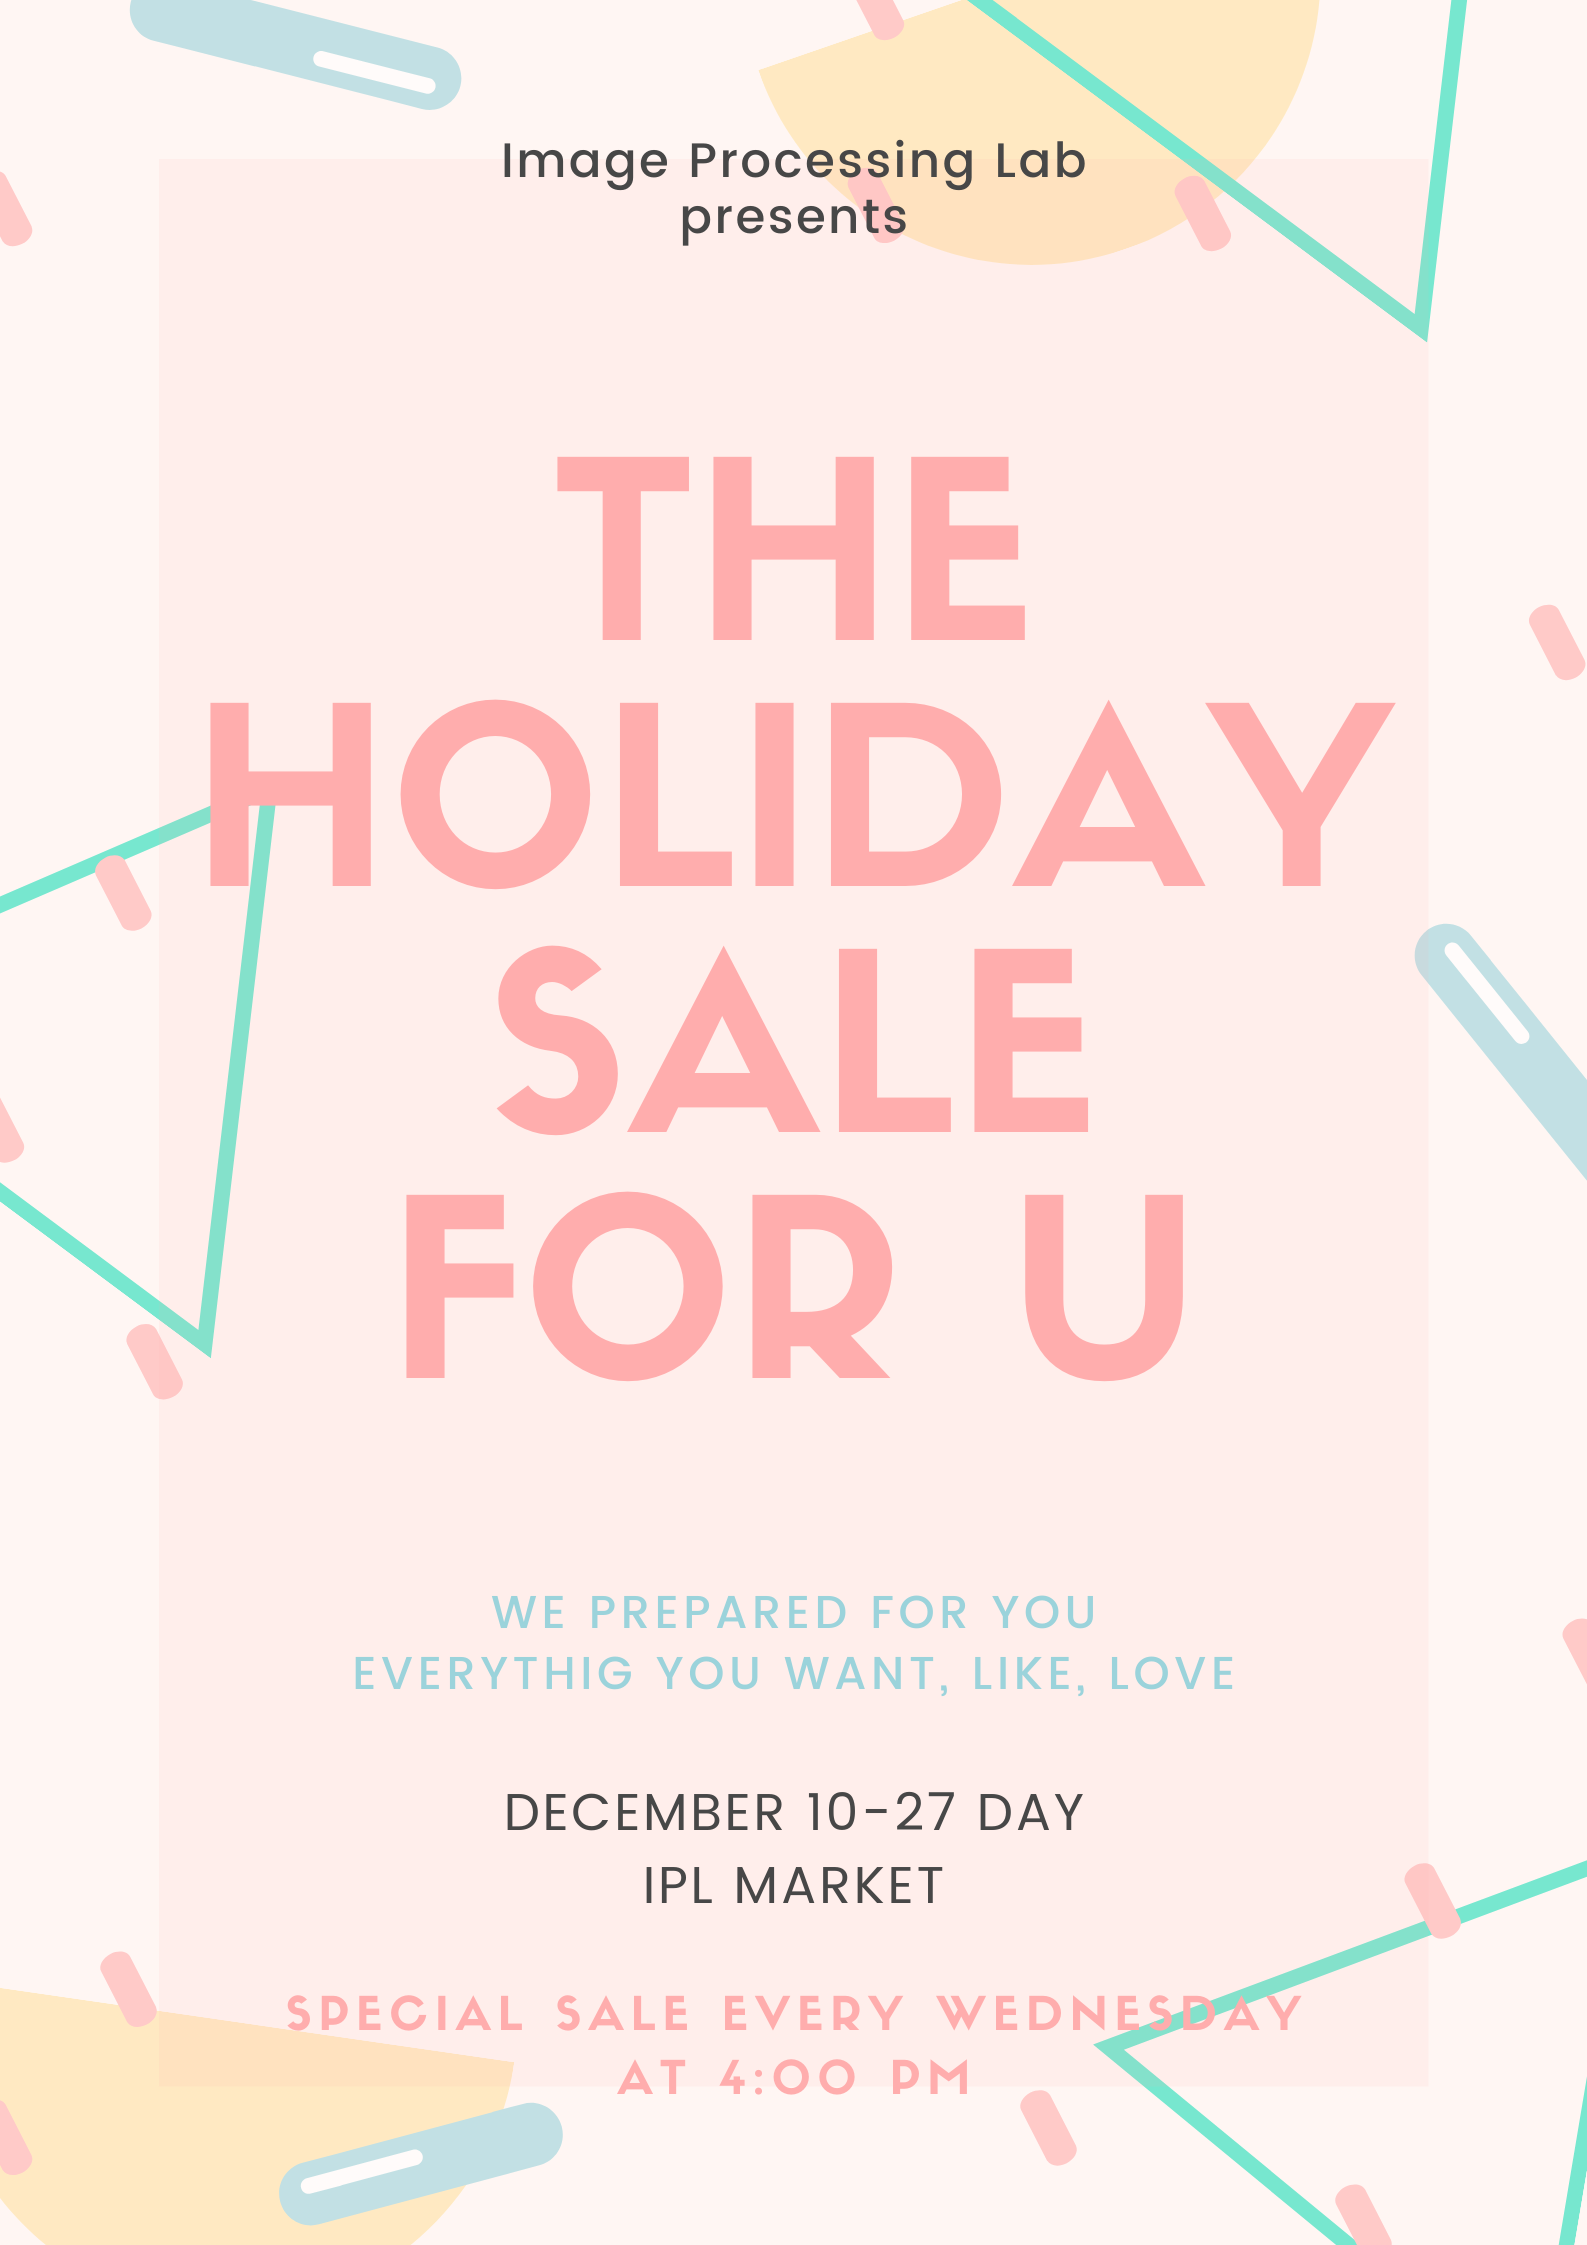 Image Processing Lab
presents
THE
HOLIDAY
SALE
FOR U
WE PREPARED FOR YOU
EVERYTHIG YOU WANT, LIKE, LOVE
DECEMBER 10-27 DAY
IPL MARKET
SPECIAL SALE EVERY WEDNESDAY
AT 4:00 PM